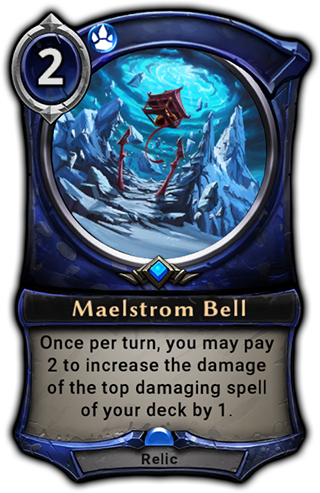 2
Maelstrom Bell
Once per turn, you may pay
2 to increase the damage
of the top damaging spell
of your deck by 1.
Relic